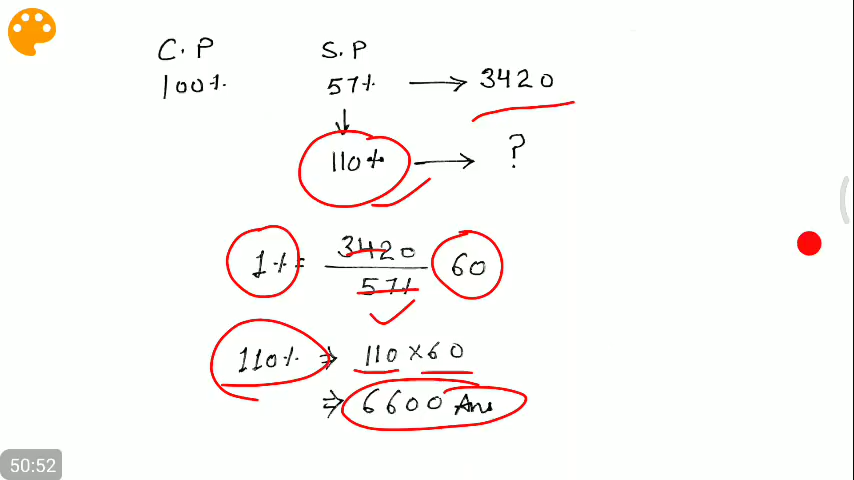 C.P S.P
100% 57% → 3420
↓
110% → ?
1% = 3420 / 57% 60
110% ⇒ 110 × 60
⇒ 6600 Ans
50:52